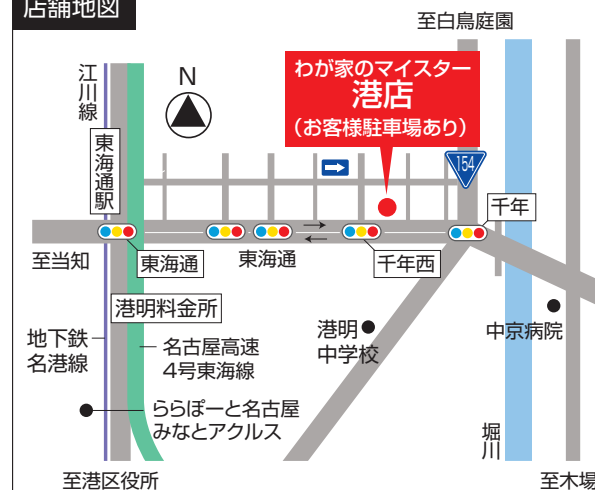 店舗地図
至白鳥庭園
江川線
N
わが家のマイスター
港店
(お客様駐車場あり)
154
東海通駅
千年
至当知
東海通
東海通
千年西
港明料金所
地下鉄
名港線
名古屋高速
4号東海線
港明
中学校
中京病院
ららぽーと名古屋
みなとアクルス
堀川
至港区役所
至木場